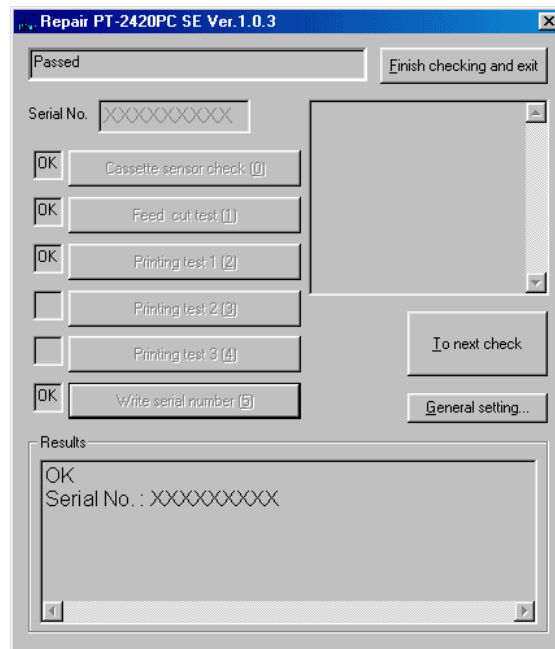 Repair PT-2420PC SE Ver.1.0.3
Passed
Finish checking and exit
Serial No. XXXXXXXXX
OK Cassette sensor check (0)
OK Feed cut test (1)
OK Printing test 1 (2)
Printing test 2 (3)
Printing test 3 (4)
To next check
OK Write serial number (5)
General setting...
Results
OK
Serial No. : XXXXXXXXX